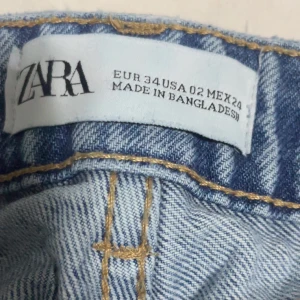 ZARA
EUR 34 USA 02 MEX 24
MADE IN BANGLADESH